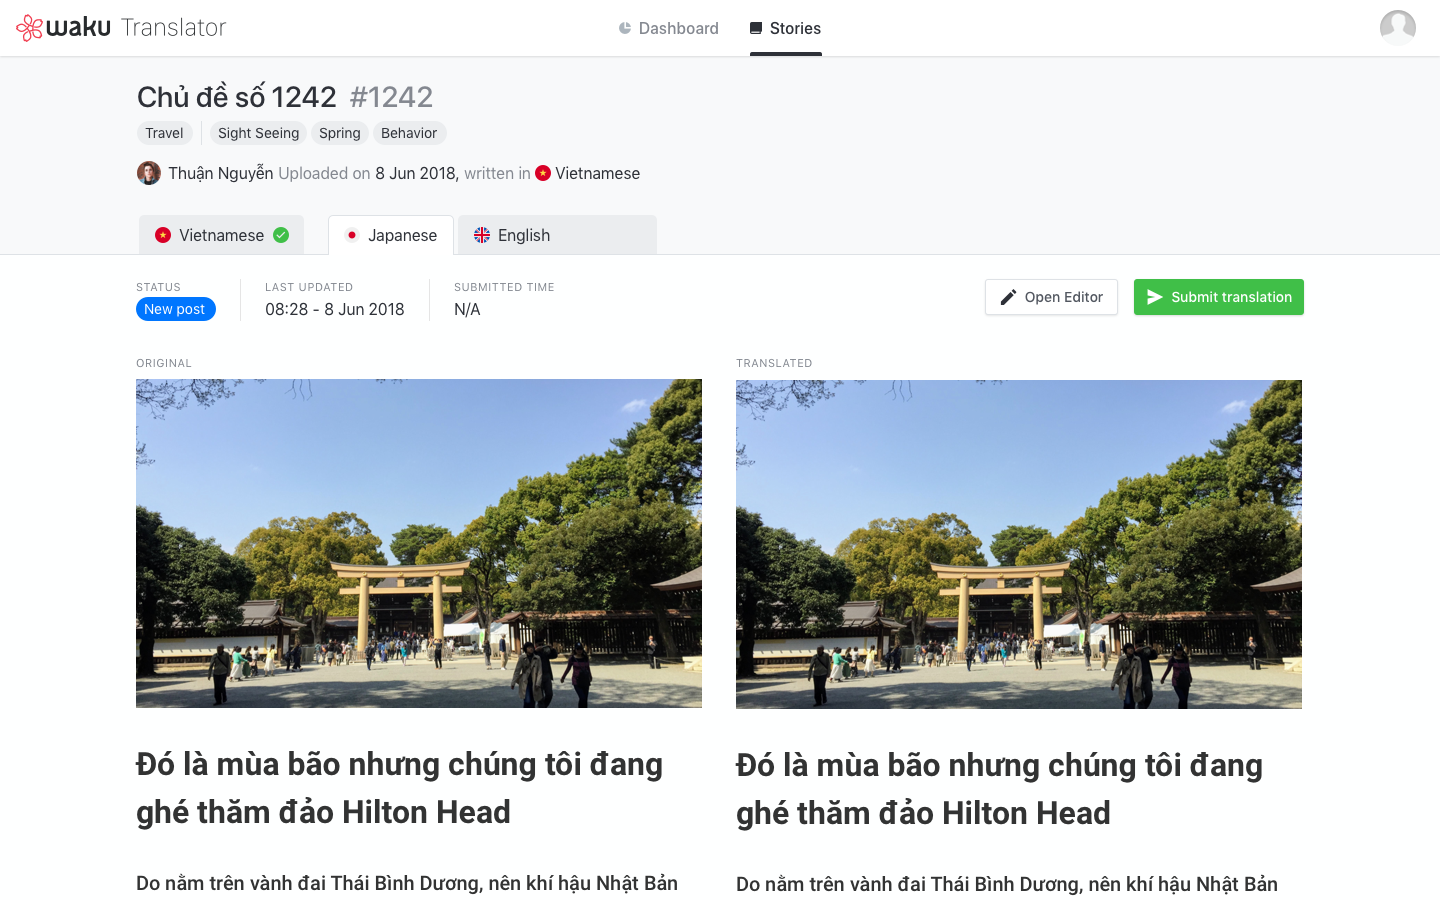 waku Translator
Dashboard
Stories
Chủ đề số 1242 #1242
Travel
Sight Seeing
Spring
Behavior
Thuận Nguyễn Uploaded on 8 Jun 2018, written in Vietnamese
Vietnamese
Japanese
English
STATUS
New post
LAST UPDATED
08:28 - 8 Jun 2018
SUBMITTED TIME
N/A
Open Editor
Submit translation
ORIGINAL
Đó là mùa bão nhưng chúng tôi đang
ghé thăm đảo Hilton Head
Do nằm trên vành đai Thái Bình Dương, nên khí hậu Nhật Bản
TRANSLATED
Đó là mùa bão nhưng chúng tôi đang
ghé thăm đảo Hilton Head
Do nằm trên vành đai Thái Bình Dương, nên khí hậu Nhật Bản